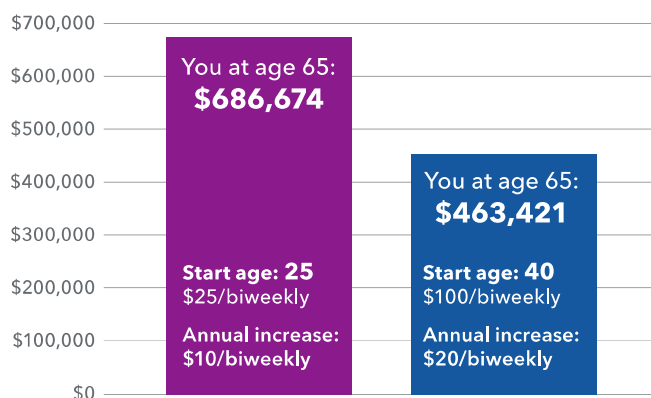 $700,000
$600,000
$500,000
$400,000
$300,000
$200,000
$100,000
$0
You at age 65:
$686,674
Start age: 25
$25/biweekly
Annual increase:
$10/biweekly
You at age 65:
$463,421
Start age: 40
$100/biweekly
Annual increase:
$20/biweekly